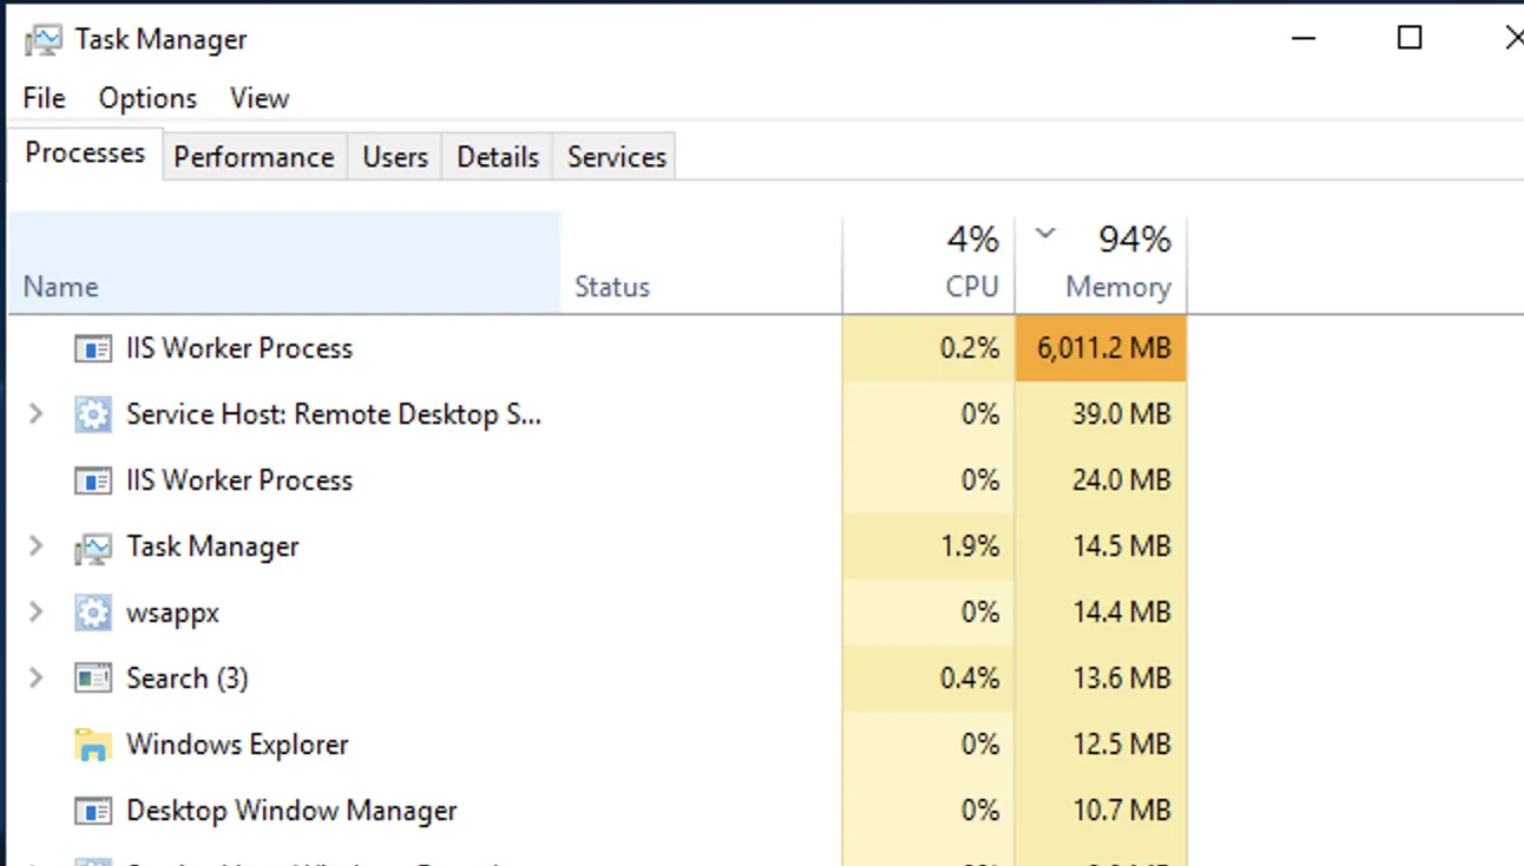 Task Manager
File Options View
Processes Performance Users Details Services
4% 94%
Name Status CPU Memory
IIS Worker Process 0.2% 6,011.2 MB
Service Host: Remote Desktop S... 0% 39.0 MB
IIS Worker Process 0% 24.0 MB
Task Manager 1.9% 14.5 MB
wsappx 0% 14.4 MB
Search (3) 0.4% 13.6 MB
Windows Explorer 0% 12.5 MB
Desktop Window Manager 0% 10.7 MB